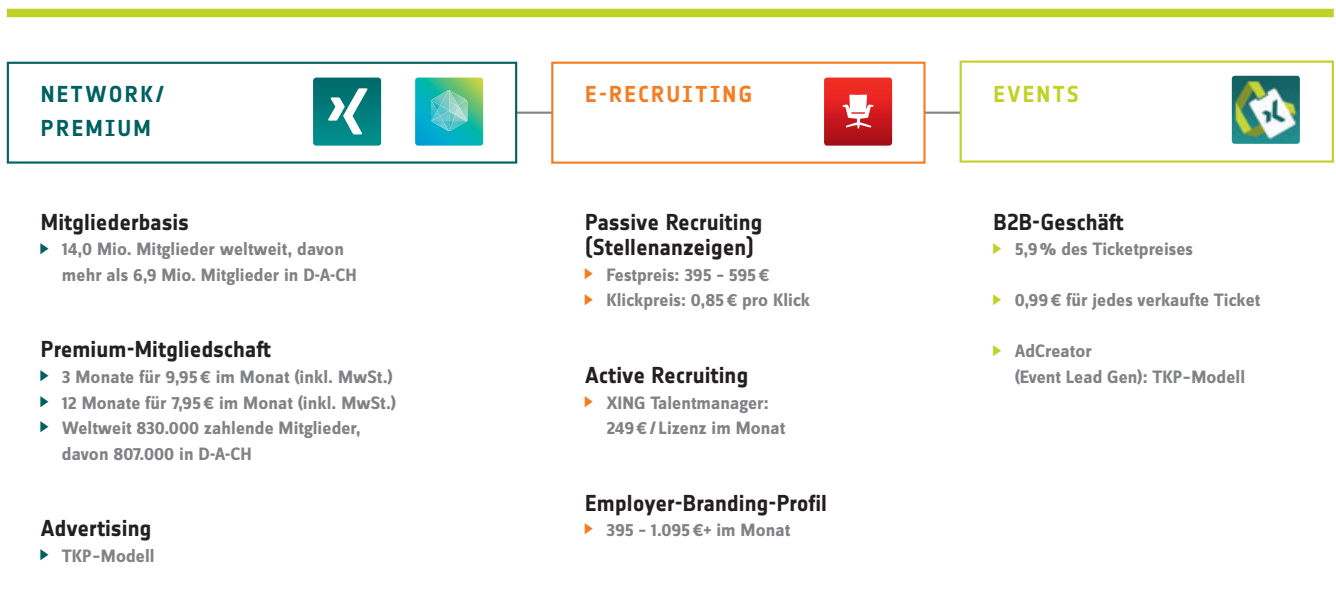 NETWORK/
PREMIUM
Mitgliederbasis
14,0 Mio. Mitglieder weltweit, davon
mehr als 6,9 Mio. Mitglieder in D-A-CH
Premium-Mitgliedschaft
3 Monate für 9,95 € im Monat (inkl. MwSt.)
12 Monate für 7,95 € im Monat (inkl. MwSt.)
Weltweit 830.000 zahlende Mitglieder,
davon 807.000 in D-A-CH
Advertising
TKP-Modell
E-RECRUITING
Passive Recruiting
(Stellenanzeigen)
Festpreis: 395 – 595 €
Klickpreis: 0,85 € pro Klick
Active Recruiting
XING Talentmanager:
249 € / Lizenz im Monat
Employer-Branding-Profil
395 – 1.095 €+ im Monat
EVENTS
B2B-Geschäft
5,9 % des Ticketpreises
0,99 € für jedes verkaufte Ticket
AdCreator
(Event Lead Gen): TKP-Modell